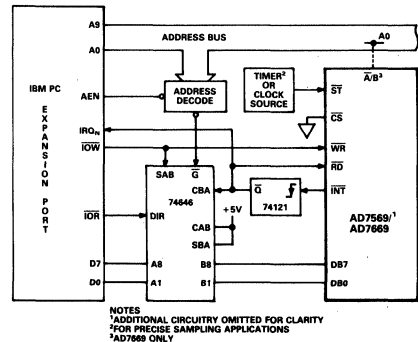 A9
A0
ADDRESS BUS
A0
IBM PC
EXPANSION PORT
AEN
ADDRESS
DECODE
TIMER²
OR
CLOCK
SOURCE
A/B³
ST
CS
IRQN
IOW
WR
RD
SAB
G
CBA
Q
74121
INT
74646
+5V
AD7569/¹
AD7669
IOR
DIR
CAB
SBA
D7
A8
B8
DB7
D0
A1
B1
DB0
NOTES
¹ADDITIONAL CIRCUITRY OMITTED FOR CLARITY
²FOR PRECISE SAMPLING APPLICATIONS
³AD7669 ONLY